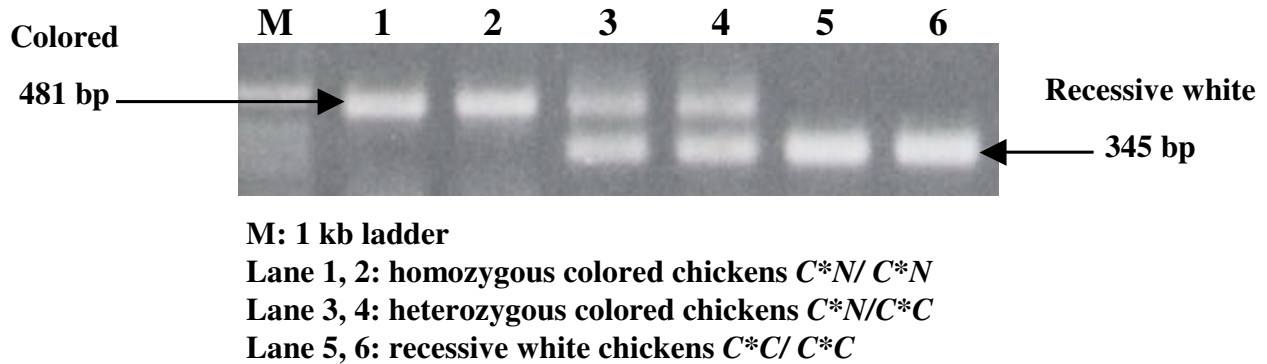 M 1 2 3 4 5 6
Colored
481 bp
Recessive white
345 bp
M: 1 kb ladder
Lane 1, 2: homozygous colored chickens C*N/ C*N
Lane 3, 4: heterozygous colored chickens C*N/C*C
Lane 5, 6: recessive white chickens C*C/ C*C